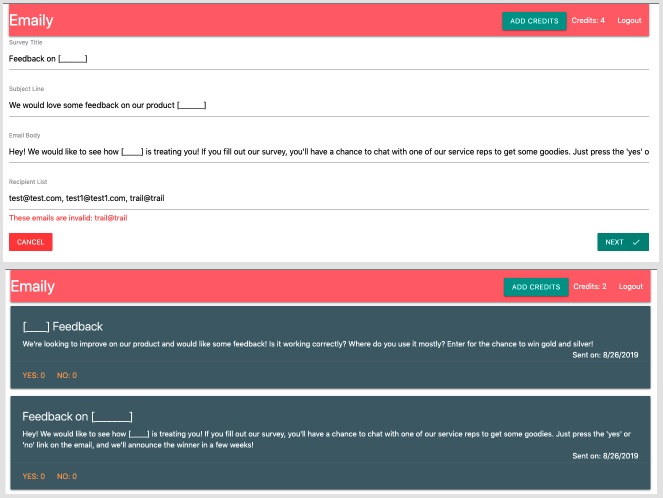 Emaily
ADD CREDITS Credits: 4 Logout
Survey Title
Feedback on [_____]
Subject Line
We would love some feedback on our product [______]
Email Body
Hey! We would like to see how [____] is treating you! If you fill out our survey, you'll have a chance to chat with one of our service reps to get some goodies. Just press the 'yes' o
Recipient List
test@test.com, test1@test1.com, trail@trail
These emails are invalid: trail@trail
CANCEL NEXT
Emaily
ADD CREDITS Credits: 2 Logout
[____] Feedback
We're looking to improve on our product and would like some feedback! Is it working correctly? Where do you use it mostly? Enter for the chance to win gold and silver!
Sent on: 8/26/2019
YES: 0 NO: 0
Feedback on [______]
Hey! We would like to see how [____] is treating you! If you fill out our survey, you'll have a chance to chat with one of our service reps to get some goodies. Just press the 'yes' or
'no' link on the email, and we'll announce the winner in a few weeks!
Sent on: 8/26/2019
YES: 0 NO: 0